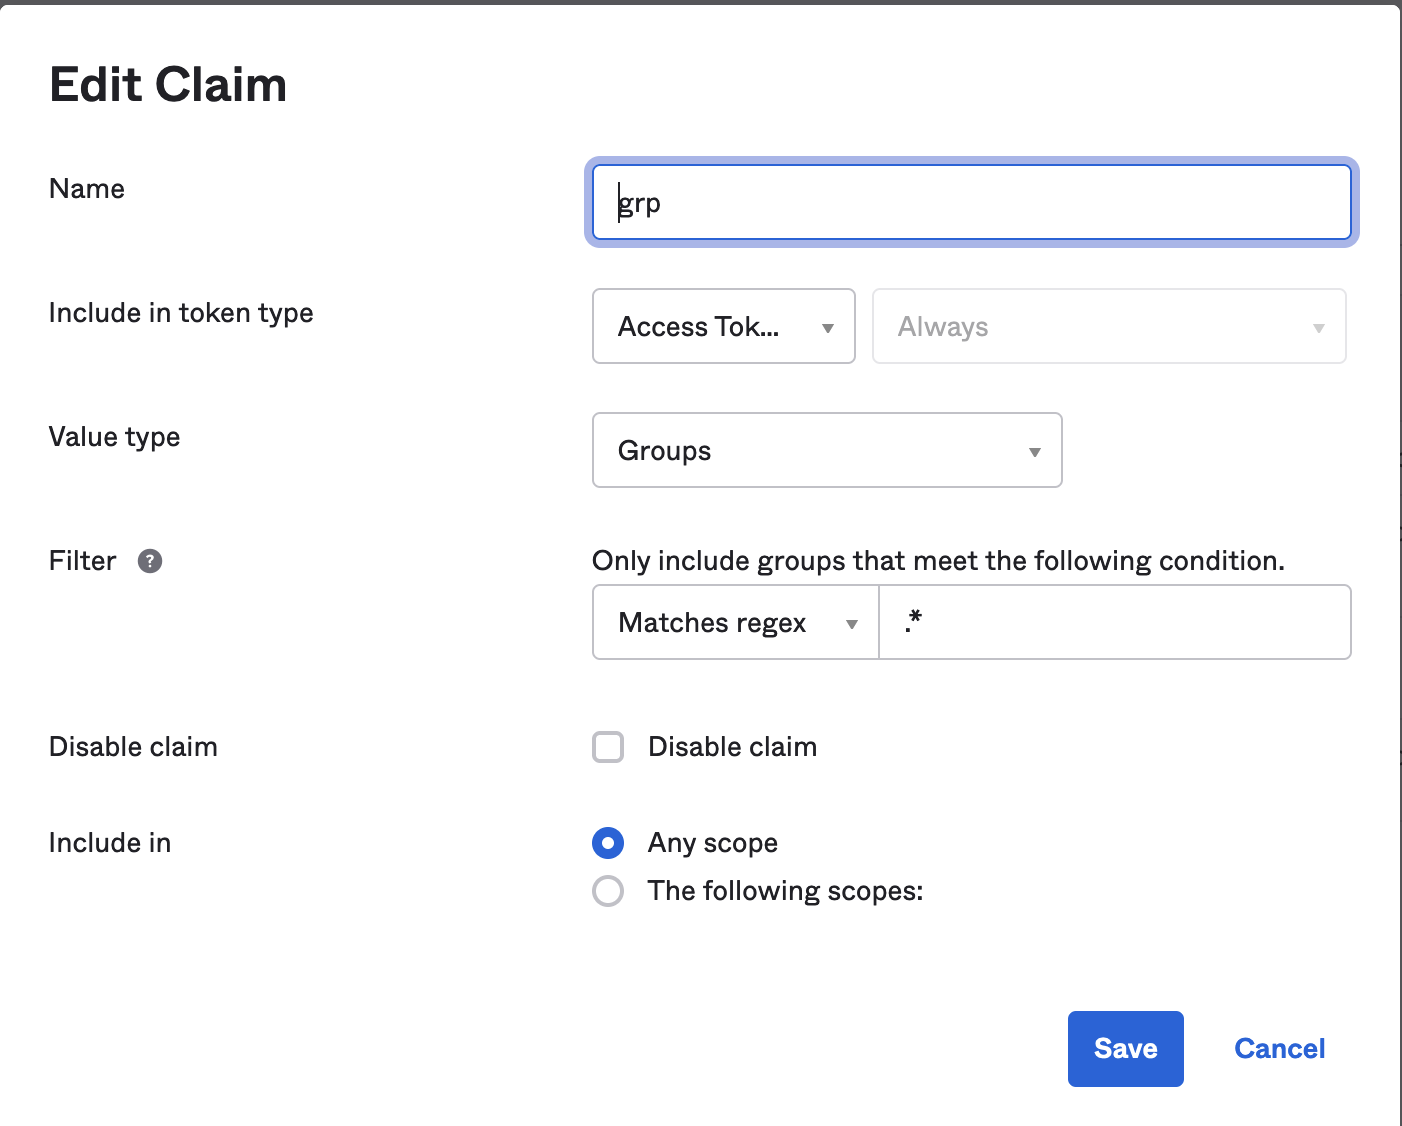 Edit Claim
Name
grp
Include in token type
Access Tok...
Always
Value type
Groups
Filter ?
Only include groups that meet the following condition.
Matches regex
.*
Disable claim
Disable claim
Include in
Any scope
The following scopes:
Save
Cancel